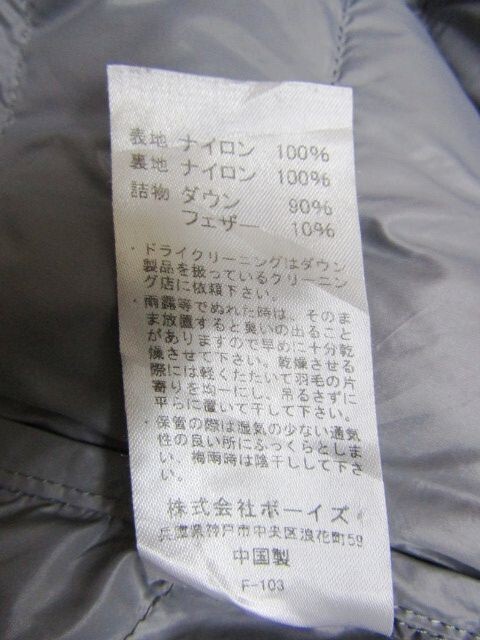 表地 ナイロン 100%
裏地 ナイロン 100%
詰物 ダウン 90%
フェザー 10%
・ドライクリーニングはダウン
製品を扱っているクリーニン
グ店に依頼下さい。
・雨露等でぬれた時は、そのま
ま放置すると臭いの出ること
がありますので早めに十分乾
燥させて下さい。乾燥させる
際には軽くたたいて羽毛の片
寄りを均一にし、吊るさずに
平らに置いて干して下さい。
・保管の際は湿気の少ない通気
性の良い所にふっくらとしま
い、梅雨時は陰干しして下さ
い。
株式会社ボーイズ
兵庫県神戸市中央区浪花町59
中国製
F-103